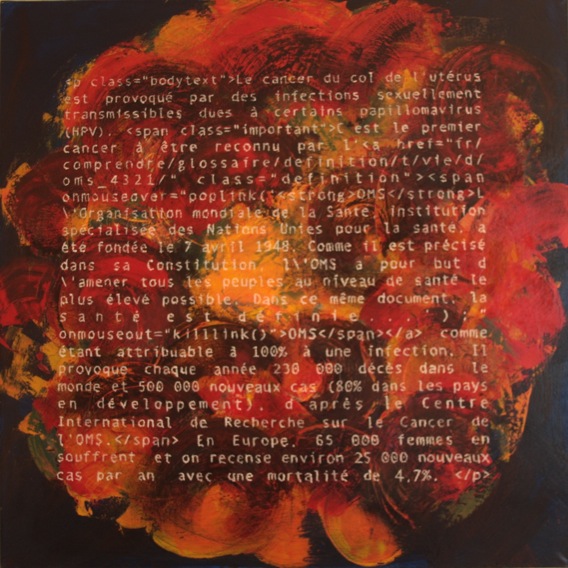 <p class="bodytext">Le cancer du col de l'utérus
est provoqué par des infections sexuellement
transmissibles dues à certains papillomavirus
(HPV). <span class="important">C'est le premier
cancer à être reconnu par l'<a href="fr/
comprendre/glossaire/definition/t/vie/d/
oms_4321/" class="definition"><span
onmouseover="poplink('<strong>OMS</strong>L
\'Organisation mondiale de la Santé, institution
spécialisée des Nations Unies pour la santé, a
été fondée le 7 avril 1948. Comme il est précisé
dans sa Constitution, l\'OMS a pour but d
\'amener tous les peuples au niveau de santé le
plus élevé possible. Dans ce même document, la
santé est définie... );"
onmouseout="killlink()">OMS</span></a> comme
étant attribuable à 100% à une infection. Il
provoque chaque année 230 000 décès dans le
monde et 500 000 nouveaux cas (80% dans les pays
en développement), d'après le Centre
International de Recherche sur le Cancer de
l'OMS.</span> En Europe, 65 000 femmes en
souffrent et on recense environ 25 000 nouveaux
cas par an avec une mortalité de 4,7%. </p>